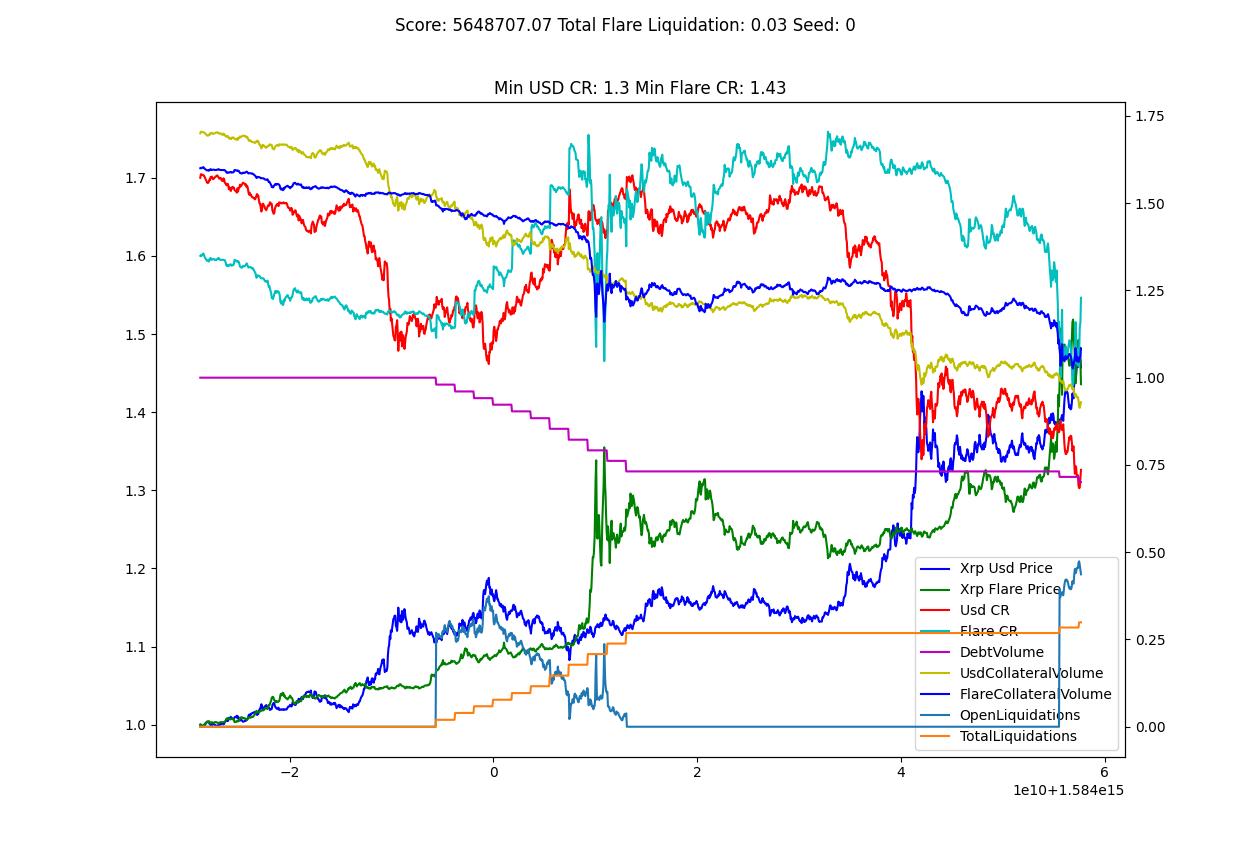 Score: 5648707.07 Total Flare Liquidation: 0.03 Seed: 0
Min USD CR: 1.3 Min Flare CR: 1.43
1.7
1.6
1.5
1.4
1.3
1.2
1.1
1.0
1.75
1.50
1.25
1.00
0.75
0.50
0.25
0.00
Xrp Usd Price
Xrp Flare Price
Usd CR
Flare CR
DebtVolume
UsdCollateralVolume
FlareCollateralVolume
OpenLiquidations
TotalLiquidations
−2 0 2 4 6
1e10+1.584e15